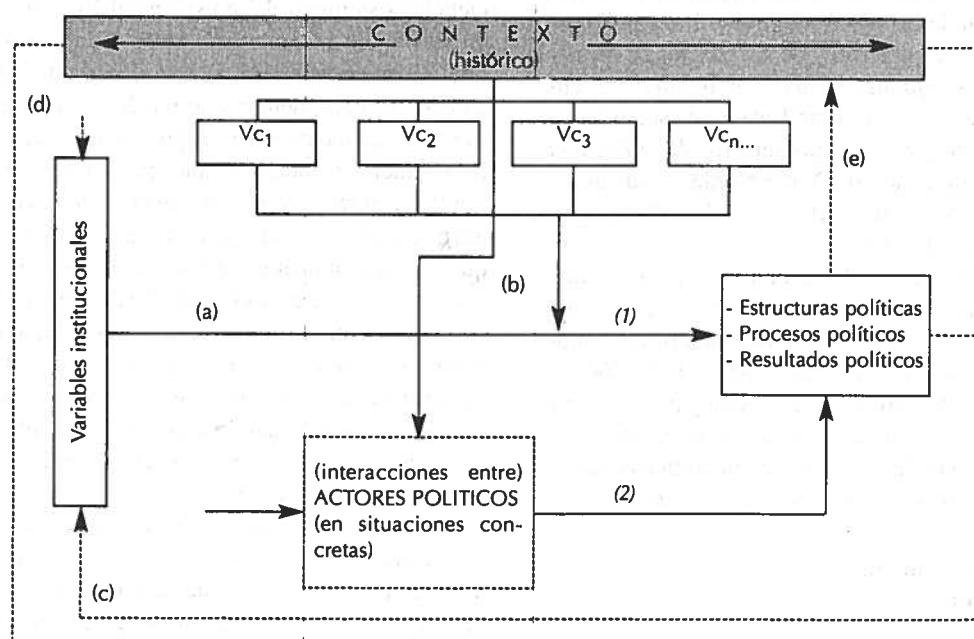 C O N T E X T O
(histórico)
(d)
Vc1
Vc2
Vc3
Vcn...
(e)
Variables institucionales
(a)
(b)
(1)
- Estructuras políticas
- Procesos políticos
- Resultados políticos
(interacciones entre)
ACTORES POLITICOS
(en situaciones con-
cretas)
(2)
(c)